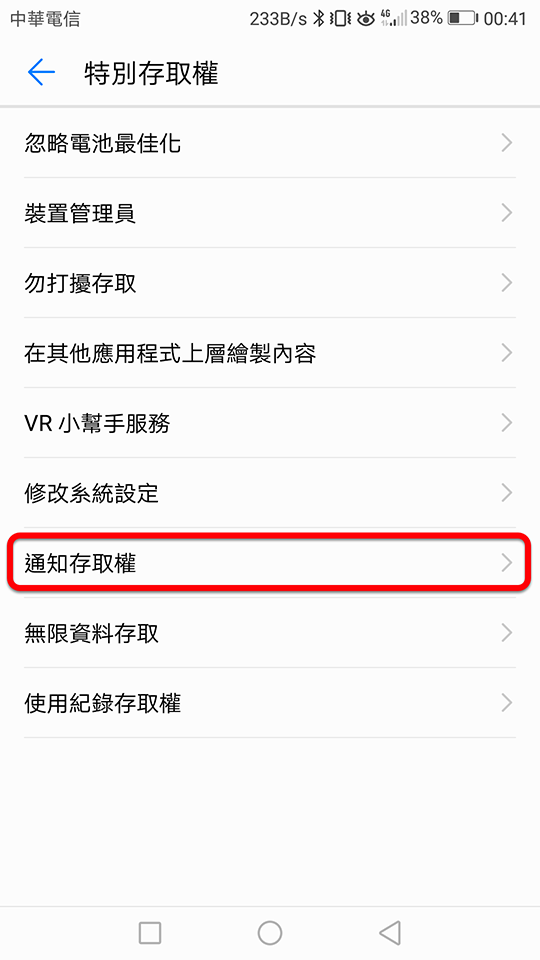 中華電信 233B/s 4G 38% 00:41
特別存取權
忽略電池最佳化
裝置管理員
勿打擾存取
在其他應用程式上層繪製內容
VR 小幫手服務
修改系統設定
通知存取權
無限資料存取
使用紀錄存取權